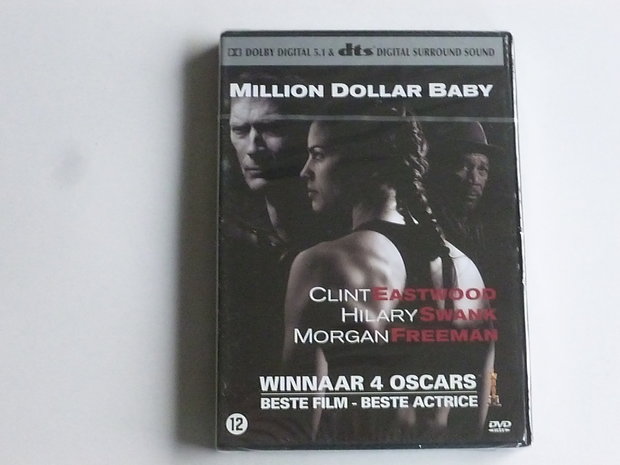 DOLBY DIGITAL 5.1 & dts DIGITAL SURROUND SOUND
MILLION DOLLAR BABY
CLINT EASTWOOD
HILARY SWANK
MORGAN FREEMAN
WINNAAR 4 OSCARS
BESTE FILM - BESTE ACTRICE
12
DVD